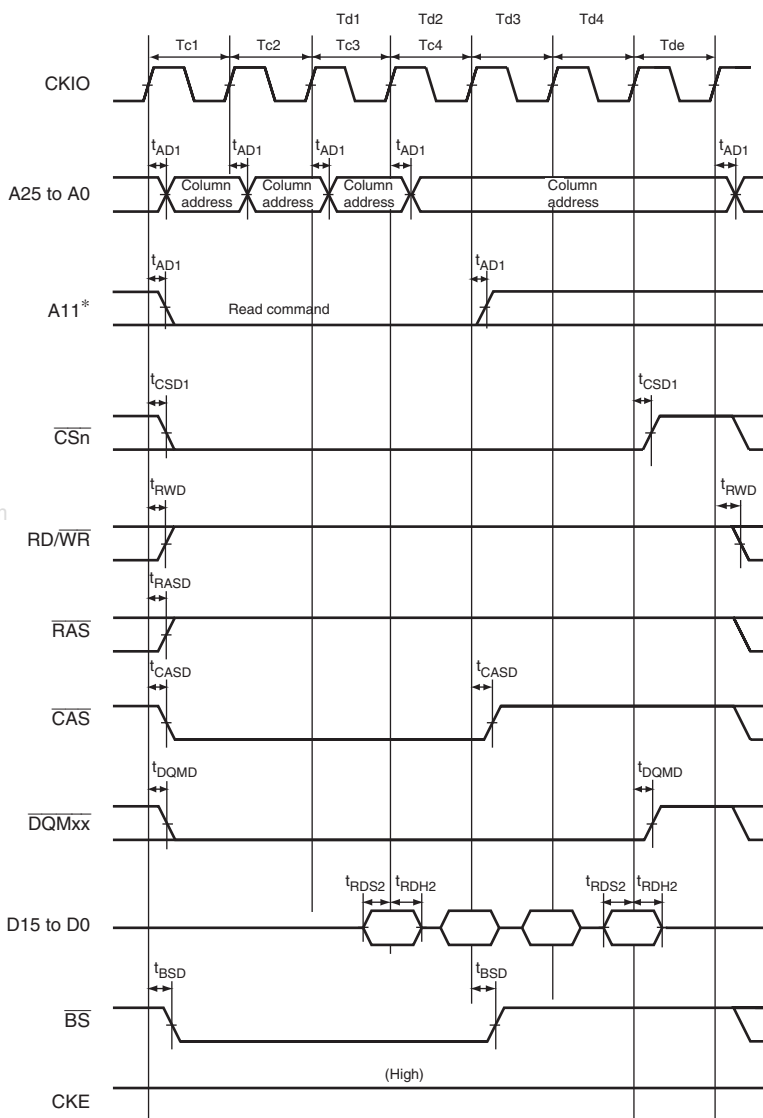 Td1 Td2 Td3 Td4
Tc1 Tc2 Tc3 Tc4 Tde
CKIO
tAD1 tAD1 tAD1 tAD1 tAD1
A25 to A0
Column address
Column address
Column address
Column address
tAD1 tAD1
A11*
Read command
tCSD1 tCSD1
CSn
tRWD tRWD
RD/WR
tRASD
RAS
tCASD tCASD
CAS
tDQMD tDQMD
DQMxx
tRDS2 tRDH2 tRDS2 tRDH2
D15 to D0
tBSD tBSD
BS
(High)
CKE